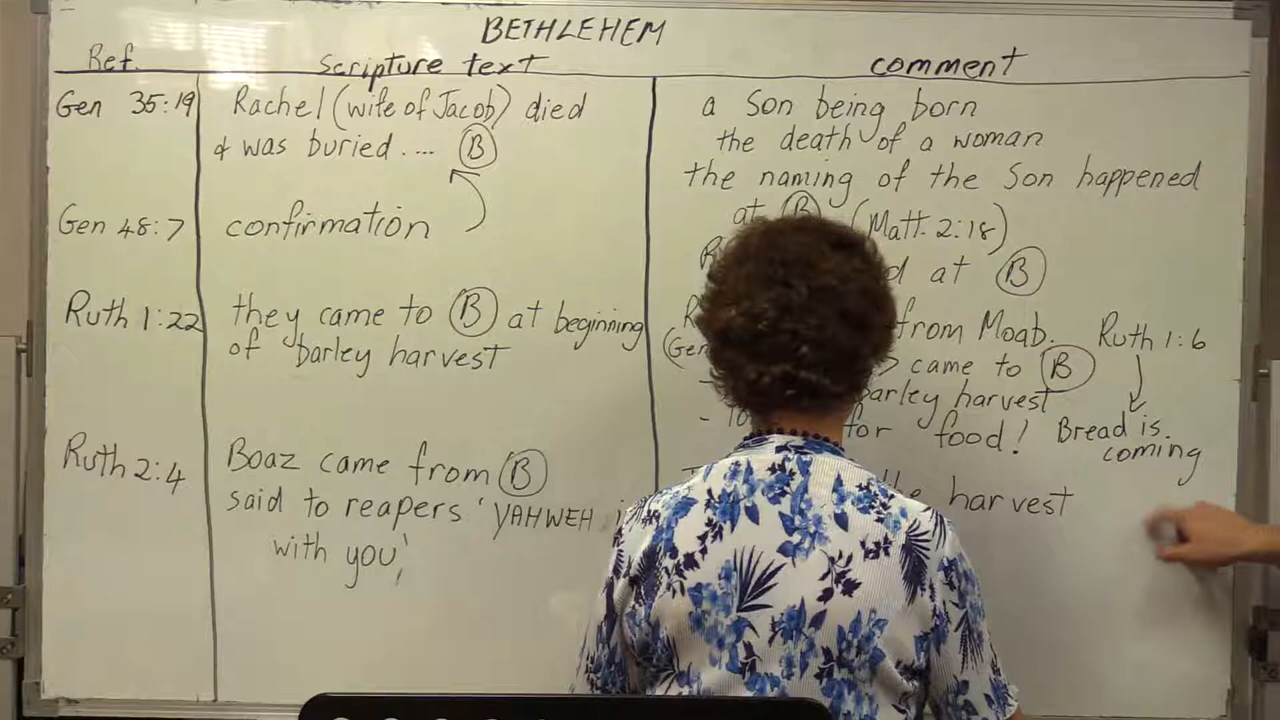 BETHLEHEM
Ref. scripture text comment
Gen 35:19 Rachel (wife of Jacob) died
& was buried.... (B)
Gen 48:7 confirmation
Ruth 1:22 they came to (B) at beginning
of barley harvest
Ruth 2:4 Boaz came from (B)
said to reapers 'YAHWEH
with you,'
a Son being born
the death of a woman
the naming of the Son happened
at (B) (Matt. 2:18)
at (B)
from Moab. Ruth 1:6
(Gen came to (B)
barley harvest
- for food! Bread is
coming
the harvest